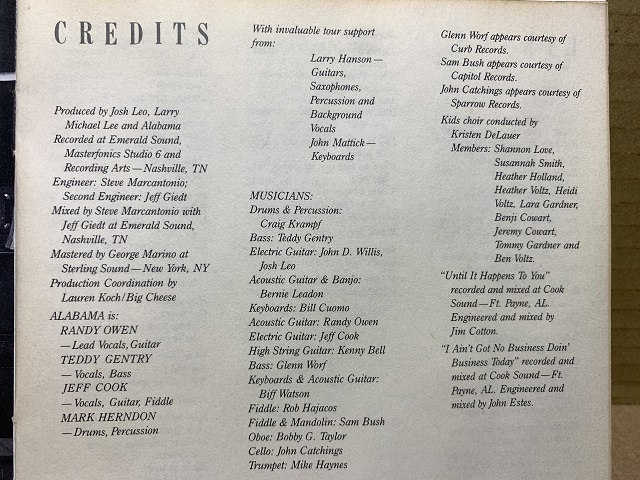 CREDITS
Produced by Josh Leo, Larry
Michael Lee and Alabama
Recorded at Emerald Sound,
Masterfonics Studio 6 and
Recording Arts — Nashville, TN
Engineer: Steve Marcantonio;
Second Engineer: Jeff Giedt
Mixed by Steve Marcantonio with
Jeff Giedt at Emerald Sound,
Nashville, TN
Mastered by George Marino at
Sterling Sound — New York, NY
Production Coordination by
Lauren Koch/Big Cheese
ALABAMA is:
RANDY OWEN
— Lead Vocals, Guitar
TEDDY GENTRY
— Vocals, Bass
JEFF COOK
— Vocals, Guitar, Fiddle
MARK HERNDON
— Drums, Percussion
With invaluable tour support
from:
Larry Hanson —
Guitars,
Saxophones,
Percussion and
Background
Vocals
John Mattick —
Keyboards
MUSICIANS:
Drums & Percussion:
Craig Krampf
Bass: Teddy Gentry
Electric Guitar: John D. Willis,
Josh Leo
Acoustic Guitar & Banjo:
Bernie Leadon
Keyboards: Bill Cuomo
Acoustic Guitar: Randy Owen
Electric Guitar: Jeff Cook
High String Guitar: Kenny Bell
Bass: Glenn Worf
Keyboards & Acoustic Guitar:
Biff Watson
Fiddle: Rob Hajacos
Fiddle & Mandolin: Sam Bush
Oboe: Bobby G. Taylor
Cello: John Catchings
Trumpet: Mike Haynes
Glenn Worf appears courtesy of
Curb Records.
Sam Bush appears courtesy of
Capitol Records.
John Catchings appears courtesy of
Sparrow Records.
Kids choir conducted by
Kristen DeLauer
Members: Shannon Love,
Susannah Smith,
Heather Holland,
Heather Voltz, Heidi
Voltz, Lara Gardner,
Benji Cowart,
Jeremy Cowart,
Tommy Gardner and
Ben Voltz.
"Until It Happens To You"
recorded and mixed at Cook
Sound — Ft. Payne, AL.
Engineered and mixed by
Jim Cotton.
"I Ain't Got No Business Doin'
Business Today" recorded and
mixed at Cook Sound — Ft.
Payne, AL. Engineered and
mixed by John Estes.